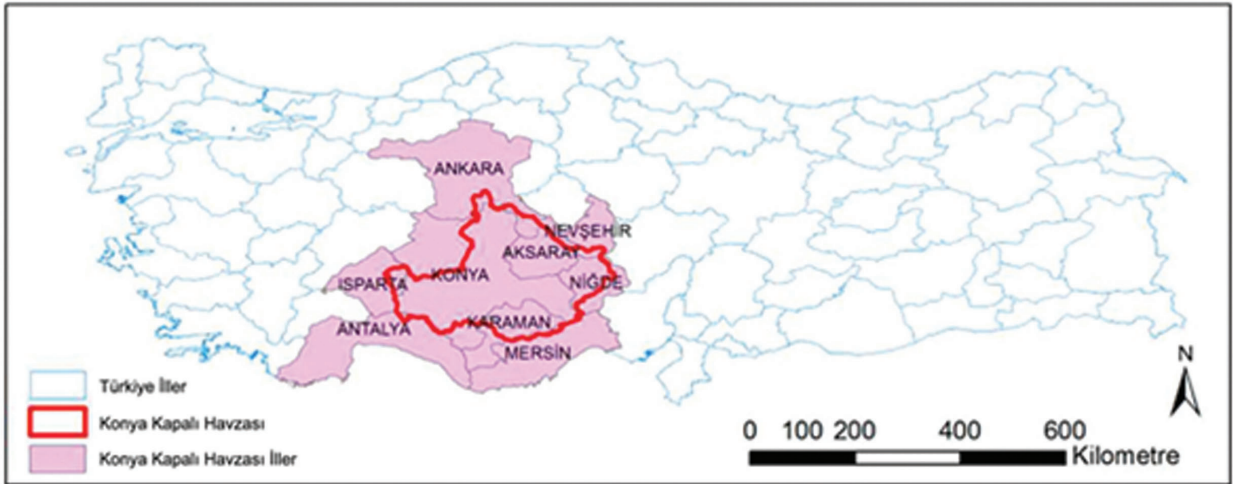 ANKARA
NEVŞEHİR
AKSARAY
KONYA
ISPARTA
NİĞDE
KARAMAN
ANTALYA
MERSİN
Türkiye İller
Konya Kapalı Havzası
Konya Kapalı Havzası İller
N
0 100 200 400 600
Kilometre